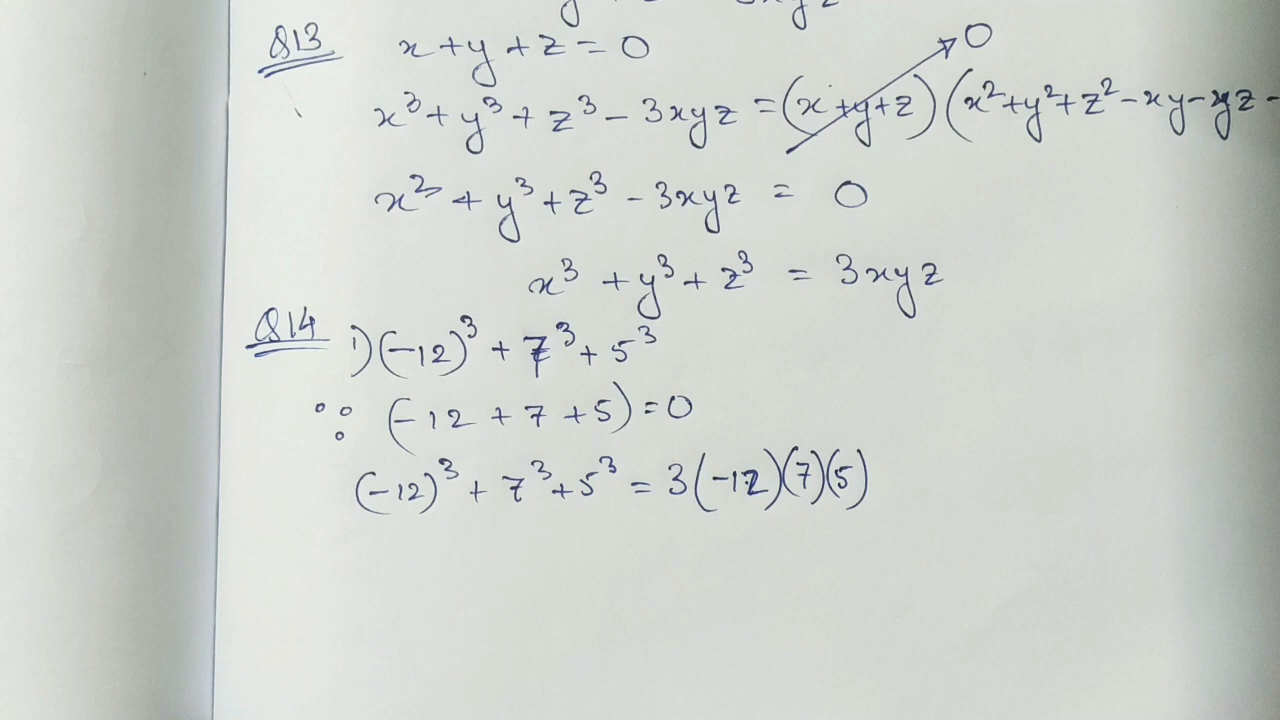 Q13 x + y + z = 0
0
x³ + y³ + z³ - 3xyz = (x + y + z) (x² + y² + z² - xy - yz -
x² + y³ + z³ - 3xyz = 0
x³ + y³ + z³ = 3xyz
Q14 i) (-12)³ + 7³ + 5³
∵ (-12 + 7 + 5) = 0
(-12)³ + 7³ + 5³ = 3(-12)(7)(5)